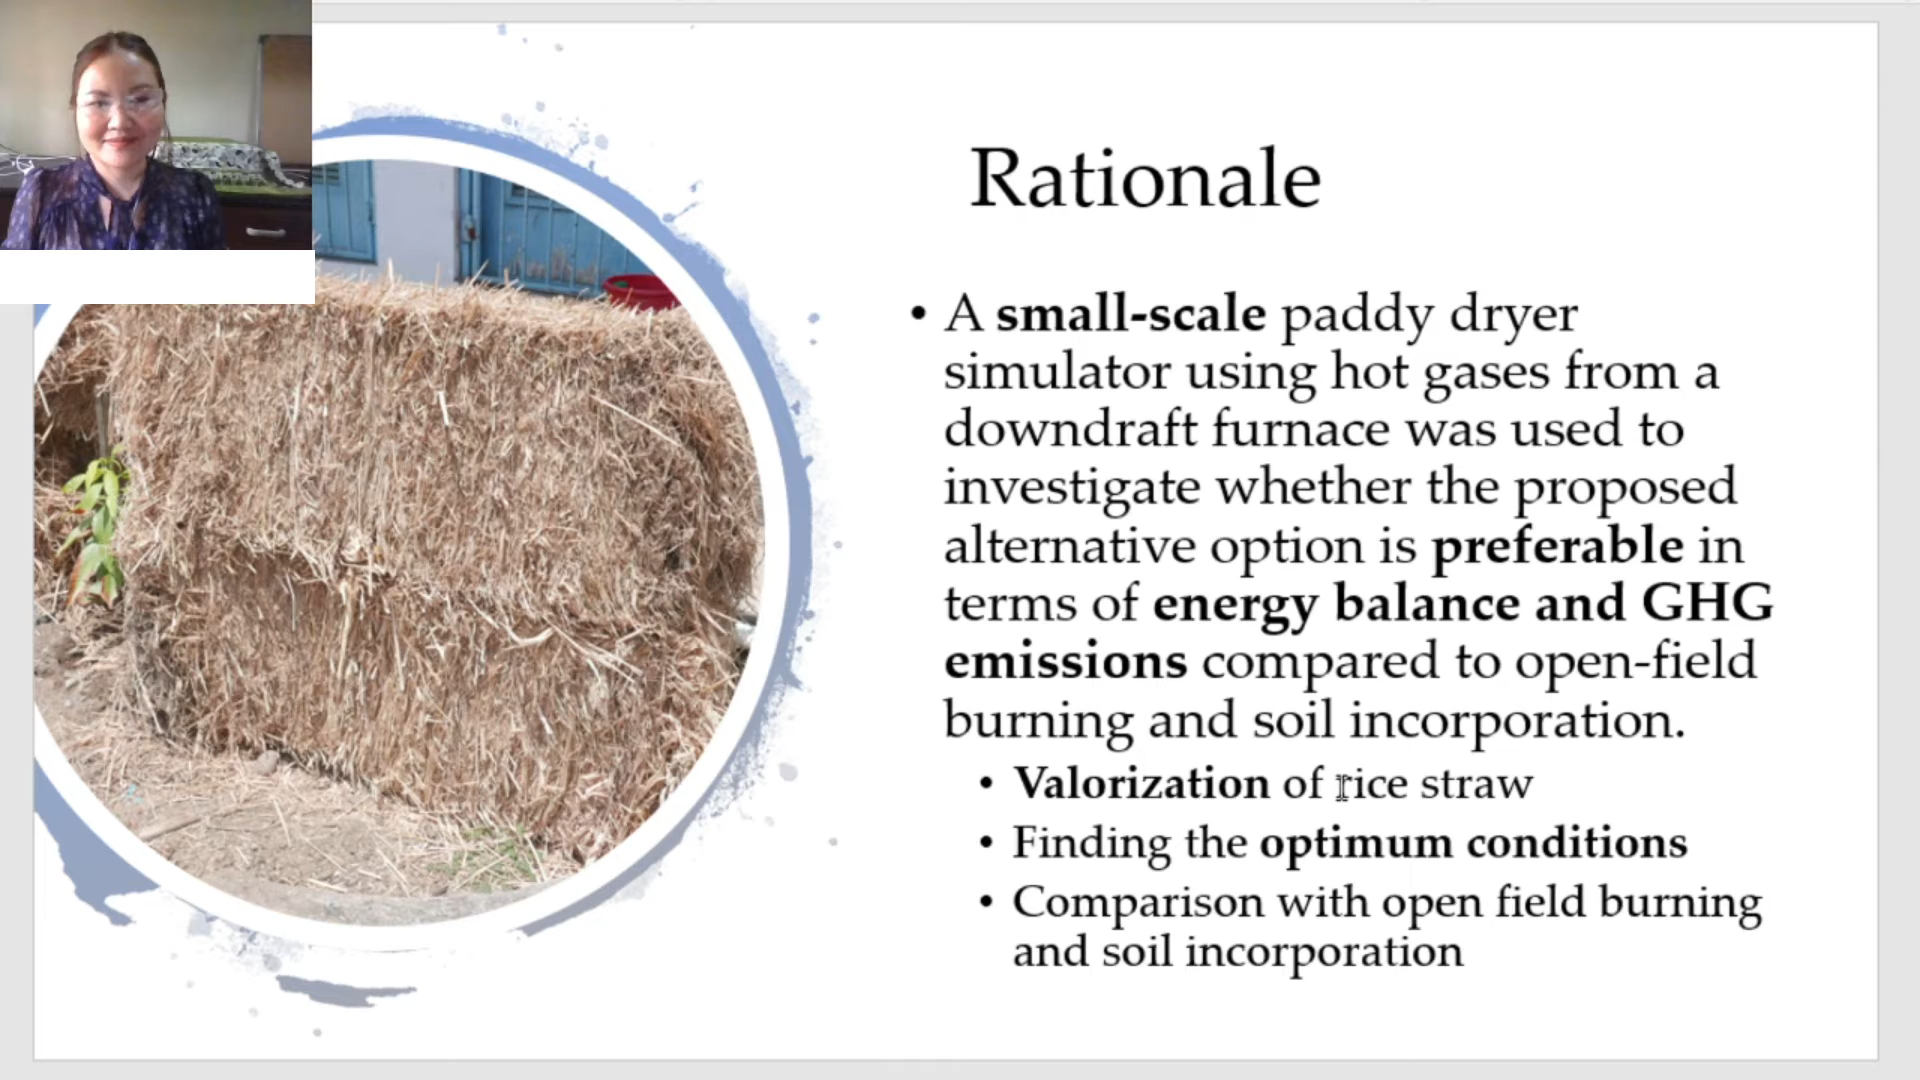 Rationale
• A small-scale paddy dryer
simulator using hot gases from a
downdraft furnace was used to
investigate whether the proposed
alternative option is preferable in
terms of energy balance and GHG
emissions compared to open-field
burning and soil incorporation.
• Valorization of rice straw
• Finding the optimum conditions
• Comparison with open field burning
and soil incorporation